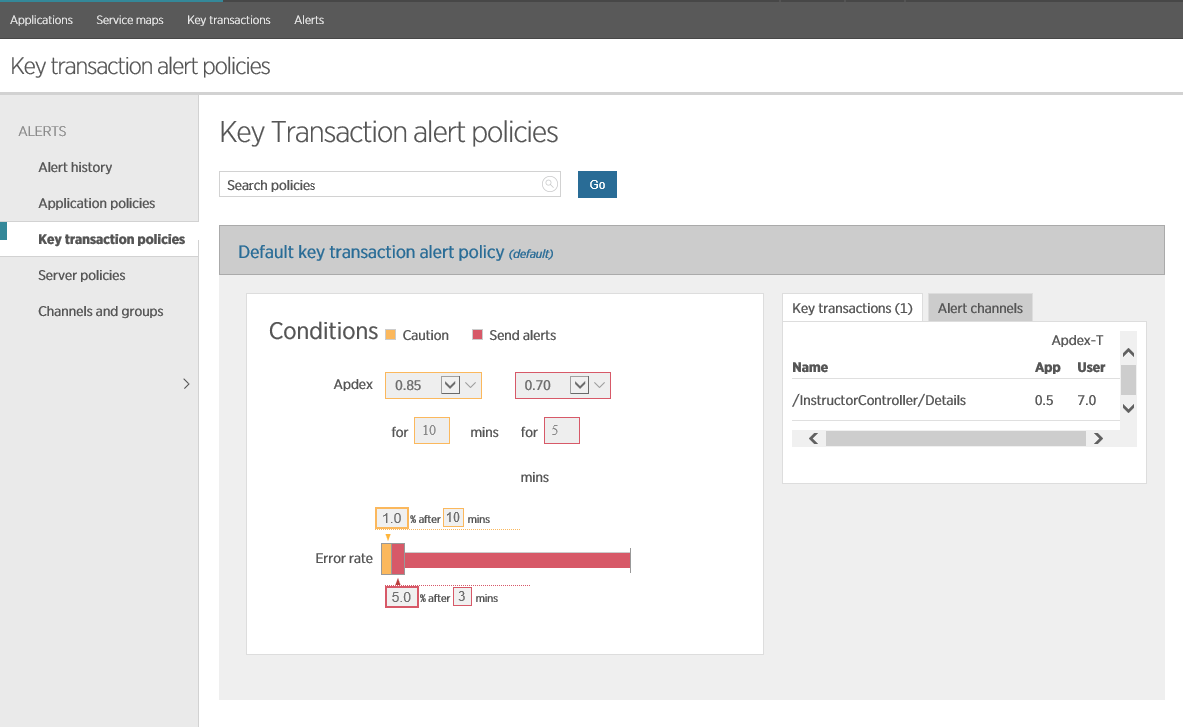 Applications Service maps Key transactions Alerts
Key transaction alert policies
ALERTS
Alert history
Application policies
Key transaction policies
Server policies
Channels and groups
Key Transaction alert policies
Search policies Go
Default key transaction alert policy (default)
Conditions Caution Send alerts
Apdex 0.85 0.70
for 10 mins for 5
mins
1.0 % after 10 mins
Error rate
5.0 % after 3 mins
Key transactions (1) Alert channels
Apdex-T
Name App User
/InstructorController/Details 0.5 7.0